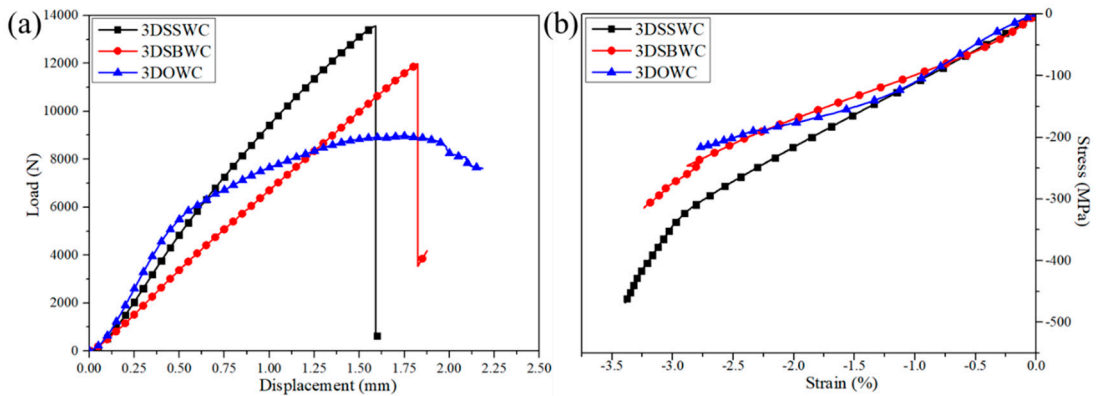 (a)
3DSSWC
3DSBWC
3DOWC
Load (N)
14000
12000
10000
8000
6000
4000
2000
0
0.00 0.25 0.50 0.75 1.00 1.25 1.50 1.75 2.00 2.25 2.50
Displacement (mm)
(b)
3DSSWC
3DSBWC
3DOWC
0
-100
-200
-300
-400
-500
Stress (MPa)
-3.5 -3.0 -2.5 -2.0 -1.5 -1.0 -0.5 0.0
Strain (%)